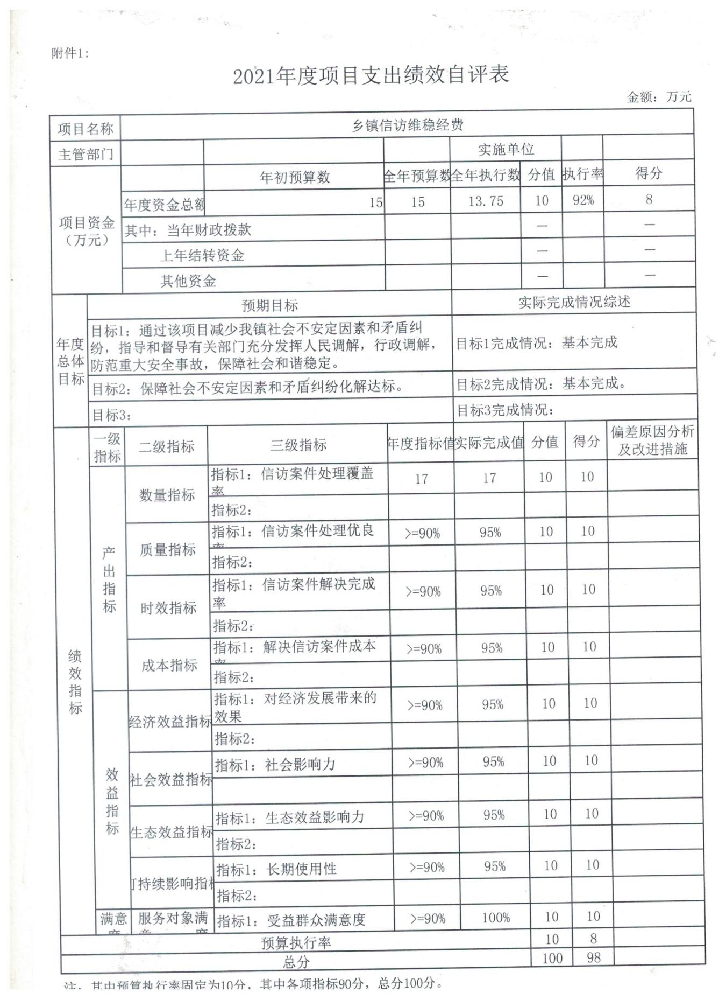 附件1:
2021年度项目支出绩效自评表
金额: 万元
项目名称 乡镇信访维稳经费
主管部门 实施单位
项目资金
（万元）
年初预算数 全年预算数 全年执行数 分值 执行率 得分
年度资金总额 15 15 13.75 10 92% 8
其中: 当年财政拨款 — —
上年结转资金 — —
其他资金 — —
年度
总体
目标
预期目标 实际完成情况综述
目标1: 通过该项目减少我镇社会不安定因素和矛盾纠
纷, 指导和督导有关部门充分发挥人民调解, 行政调解,
防范重大安全事故, 保障社会和谐稳定。
目标1完成情况: 基本完成
目标2: 保障社会不安定因素和矛盾纠纷化解达标。 目标2完成情况: 基本完成。
目标3: 目标3完成情况:
绩效指标
一级
指标
二级指标 三级指标 年度指标值 实际完成值 分值 得分
偏差原因分析
及改进措施
产出指标
数量指标
指标1: 信访案件处理覆盖
率
17 17 10 10
指标2:
质量指标
指标1: 信访案件处理优良
>=90% 95% 10 10
指标2:
时效指标
指标1: 信访案件解决完成
率
>=90% 95% 10 10
指标2:
成本指标
指标1: 解决信访案件成本
>=90% 95% 10 10
指标2:
效益指标
经济效益指标
指标1: 对经济发展带来的
效果
>=90% 95% 10 10
指标2:
社会效益指标
指标1: 社会影响力 >=90% 95% 10 10
生态效益指标
指标1: 生态效益影响力 >=90% 95% 10 10
指标2:
持续影响指标
指标1: 长期使用性 >=90% 95% 10 10
指标2:
满意
服务对象满
指标1: 受益群众满意度 >=90% 100% 10 10
预算执行率 10 8
总分 100 98
注: 其中预算执行率固定为10分, 其中各项指标90分, 总分100分。